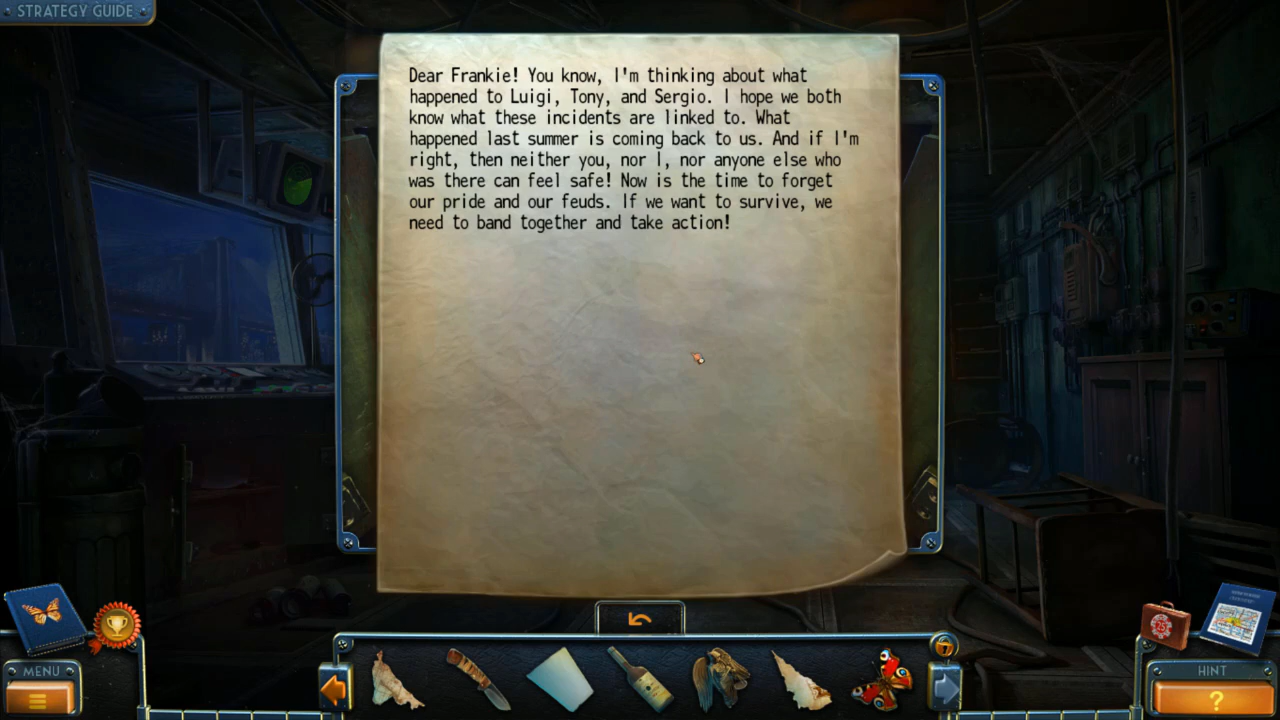 STRATEGY GUIDE
Dear Frankie! You know, I'm thinking about what
happened to Luigi, Tony, and Sergio. I hope we both
know what these incidents are linked to. What
happened last summer is coming back to us. And if I'm
right, then neither you, nor I, nor anyone else who
was there can feel safe! Now is the time to forget
our pride and our feuds. If we want to survive, we
need to band together and take action!
MENU
HINT
?